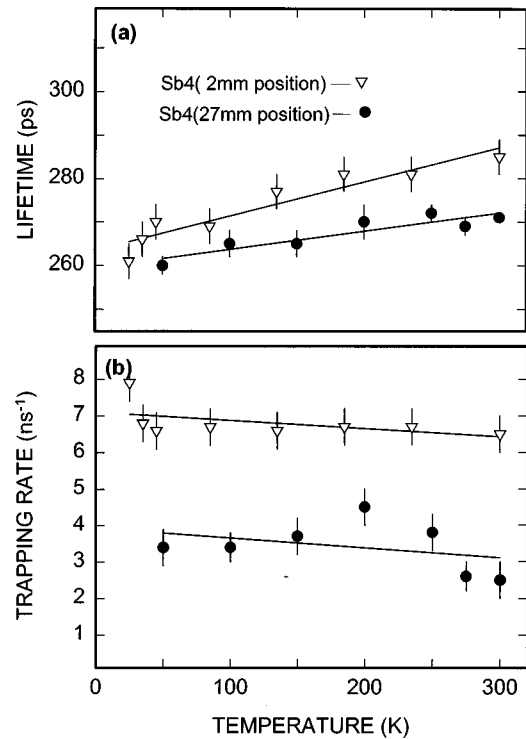 (a)
Sb4( 2mm position)
Sb4(27mm position)
300
280
260
LIFETIME (ps)
(b)
8
7
6
5
4
3
2
1
TRAPPING RATE (ns⁻¹)
0 100 200 300
TEMPERATURE (K)